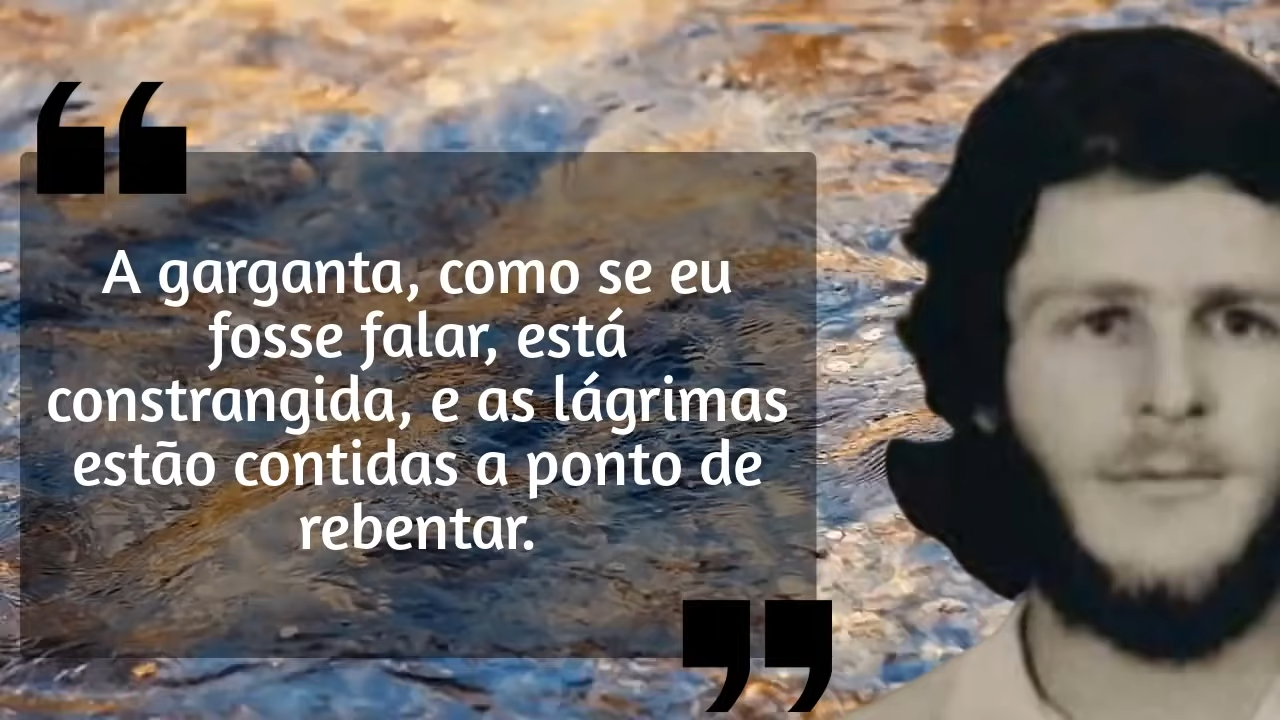 A garganta, como se eu
fosse falar, está
constrangida, e as lágrimas
estão contidas a ponto de
rebentar.